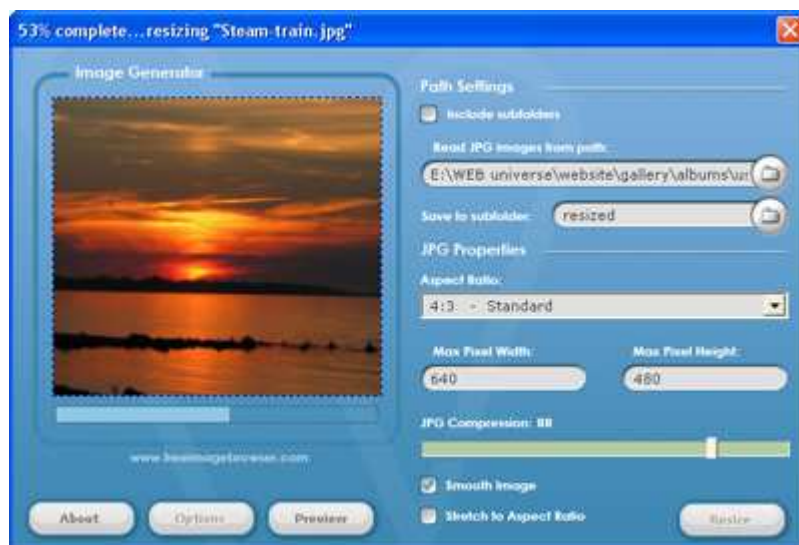 53% complete...resizing "Steam-train.jpg"
Image Generator
Path Settings
Include subfolders
Read JPG images from path:
E:\WEB universe\website\gallery\albums\
Save to subfolder:
resized
JPG Properties
Aspect Ratio:
4:3 - Standard
Max Pixel Width:
Max Pixel Height:
640
480
JPG Compression: 88
Smooth Image
Stretch to Aspect Ratio
About
Options
Preview
Resize